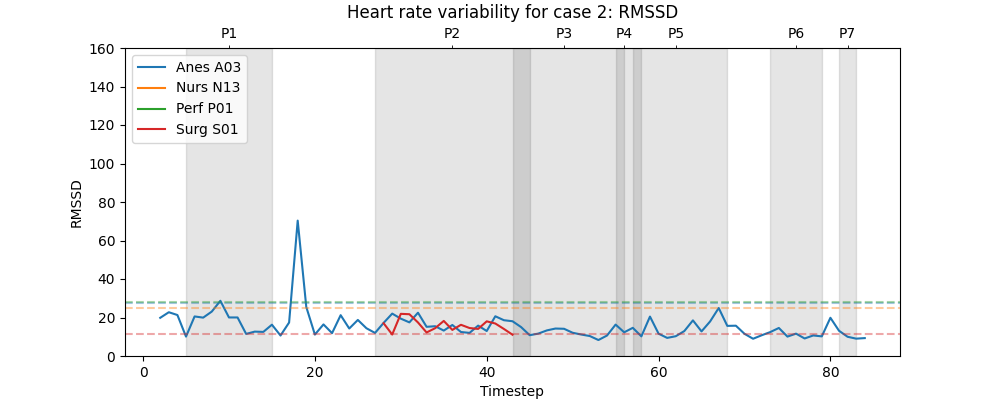 Heart rate variability for case 2: RMSSD
P1 P2 P3 P4 P5 P6 P7
160
140
120
100
80
60
40
20
0
RMSSD
Anes A03
Nurs N13
Perf P01
Surg S01
0 20 40 60 80
Timestep